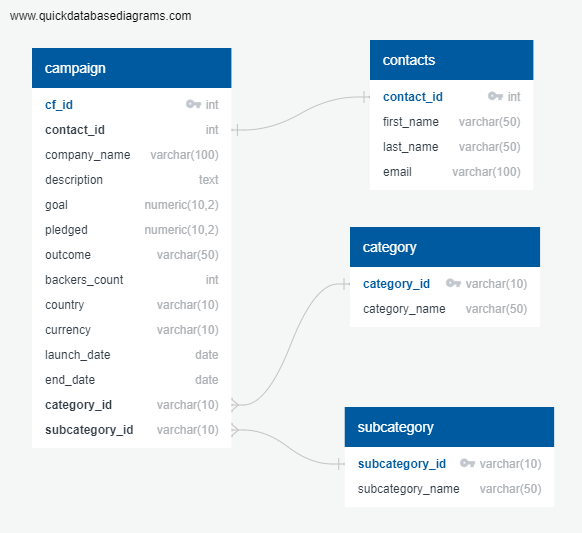 www.quickdatabasediagrams.com
campaign
cf_id int
contact_id int
company_name varchar(100)
description text
goal numeric(10,2)
pledged numeric(10,2)
outcome varchar(50)
backers_count int
country varchar(10)
currency varchar(10)
launch_date date
end_date date
category_id varchar(10)
subcategory_id varchar(10)
contacts
contact_id int
first_name varchar(50)
last_name varchar(50)
email varchar(100)
category
category_id varchar(10)
category_name varchar(50)
subcategory
subcategory_id varchar(10)
subcategory_name varchar(50)